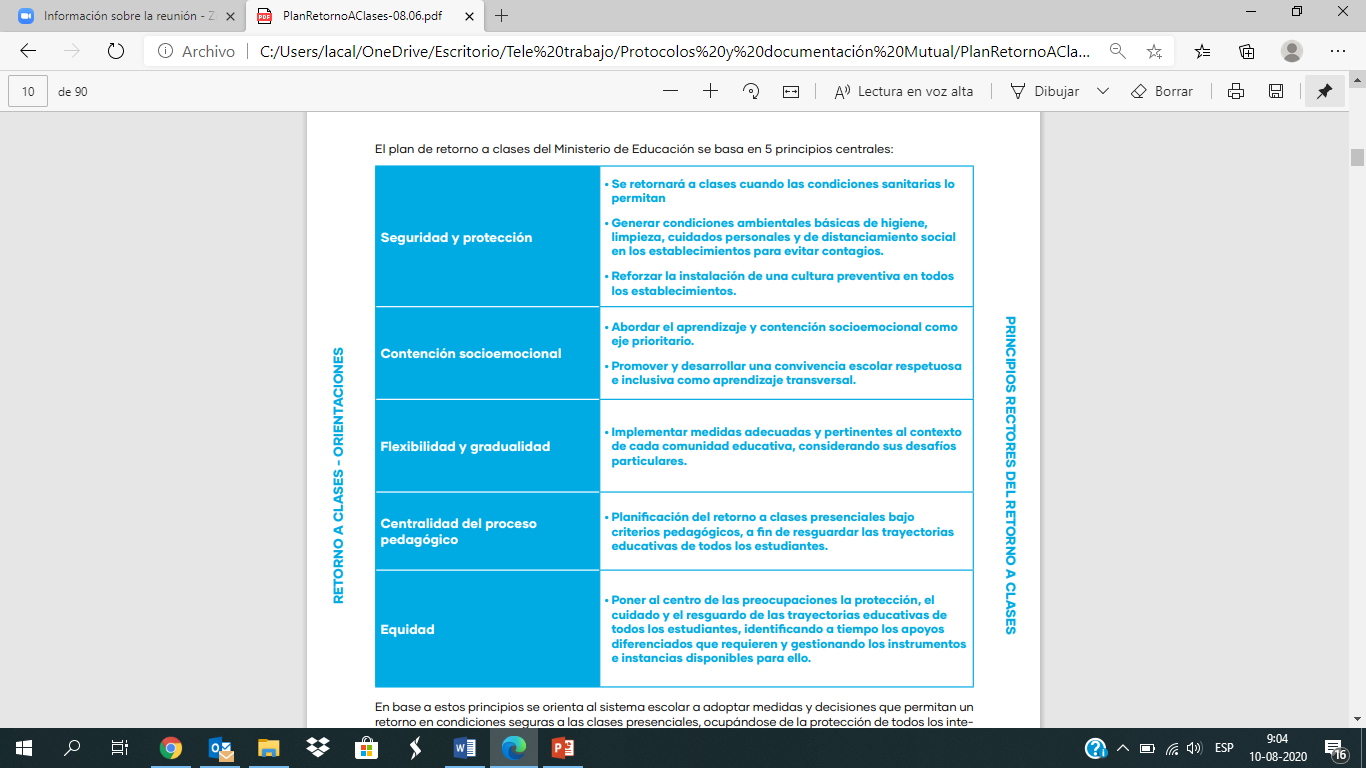 Información sobre la reunión - Z
PlanRetornoAClases-08.06.pdf
Archivo
C:/Users/lacal/OneDrive/Escritorio/Tele%20trabajo/Protocolos%20y%20documentación%20Mutual/PlanRetornoACla...
10
de 90
Lectura en voz alta
Dibujar
Borrar
El plan de retorno a clases del Ministerio de Educación se basa en 5 principios centrales:
Seguridad y protección
• Se retornará a clases cuando las condiciones sanitarias lo
permitan
• Generar condiciones ambientales básicas de higiene,
limpieza, cuidados personales y de distanciamiento social
en los establecimientos para evitar contagios.
• Reforzar la instalación de una cultura preventiva en todos
los establecimientos.
Contención socioemocional
• Abordar el aprendizaje y contención socioemocional como
eje prioritario.
• Promover y desarrollar una convivencia escolar respetuosa
e inclusiva como aprendizaje transversal.
Flexibilidad y gradualidad
• Implementar medidas adecuadas y pertinentes al contexto
de cada comunidad educativa, considerando sus desafíos
particulares.
Centralidad del proceso
pedagógico
• Planificación del retorno a clases presenciales bajo
criterios pedagógicos, a fin de resguardar las trayectorias
educativas de todos los estudiantes.
Equidad
• Poner al centro de las preocupaciones la protección, el
cuidado y el resguardo de las trayectorias educativas de
todos los estudiantes, identificando a tiempo los apoyos
diferenciados que requieren y gestionando los instrumentos
e instancias disponibles para ello.
RETORNO A CLASES - ORIENTACIONES
PRINCIPIOS RECTORES DEL RETORNO A CLASES
En base a estos principios se orienta al sistema escolar a adoptar medidas y decisiones que permitan un
retorno en condiciones seguras a las clases presenciales, ocupándose de la protección de todos los inte-
ESP
9:04
10-08-2020
16